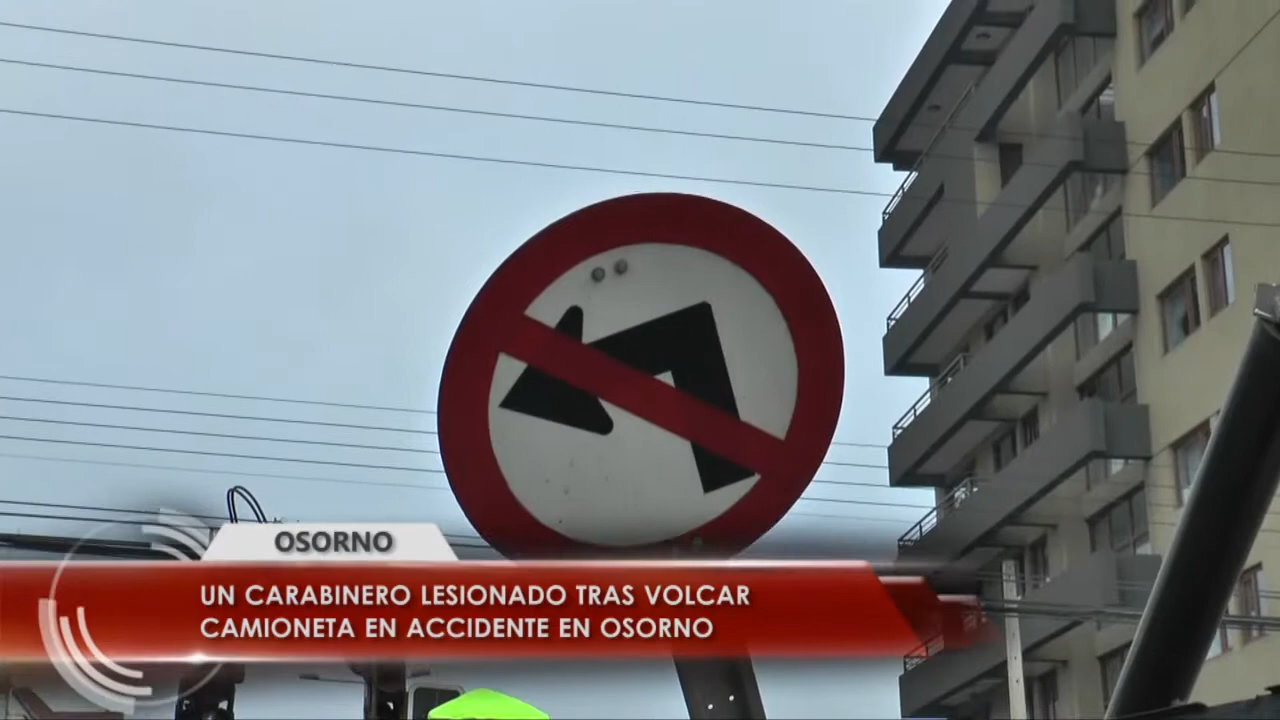 OSORNO
UN CARABINERO LESIONADO TRAS VOLCAR
CAMIONETA EN ACCIDENTE EN OSORNO